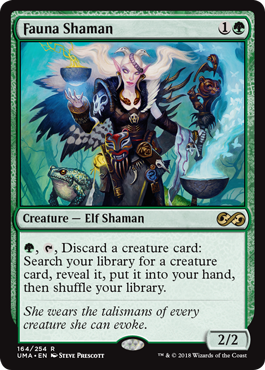 Fauna Shaman 1
Creature — Elf Shaman
, , Discard a creature card:
Search your library for a creature
card, reveal it, put it into your hand,
then shuffle your library.
She wears the talismans of every
creature she can evoke.
2/2
164/254 R
UMA • EN Steve Prescott
™ & © 2018 Wizards of the Coast